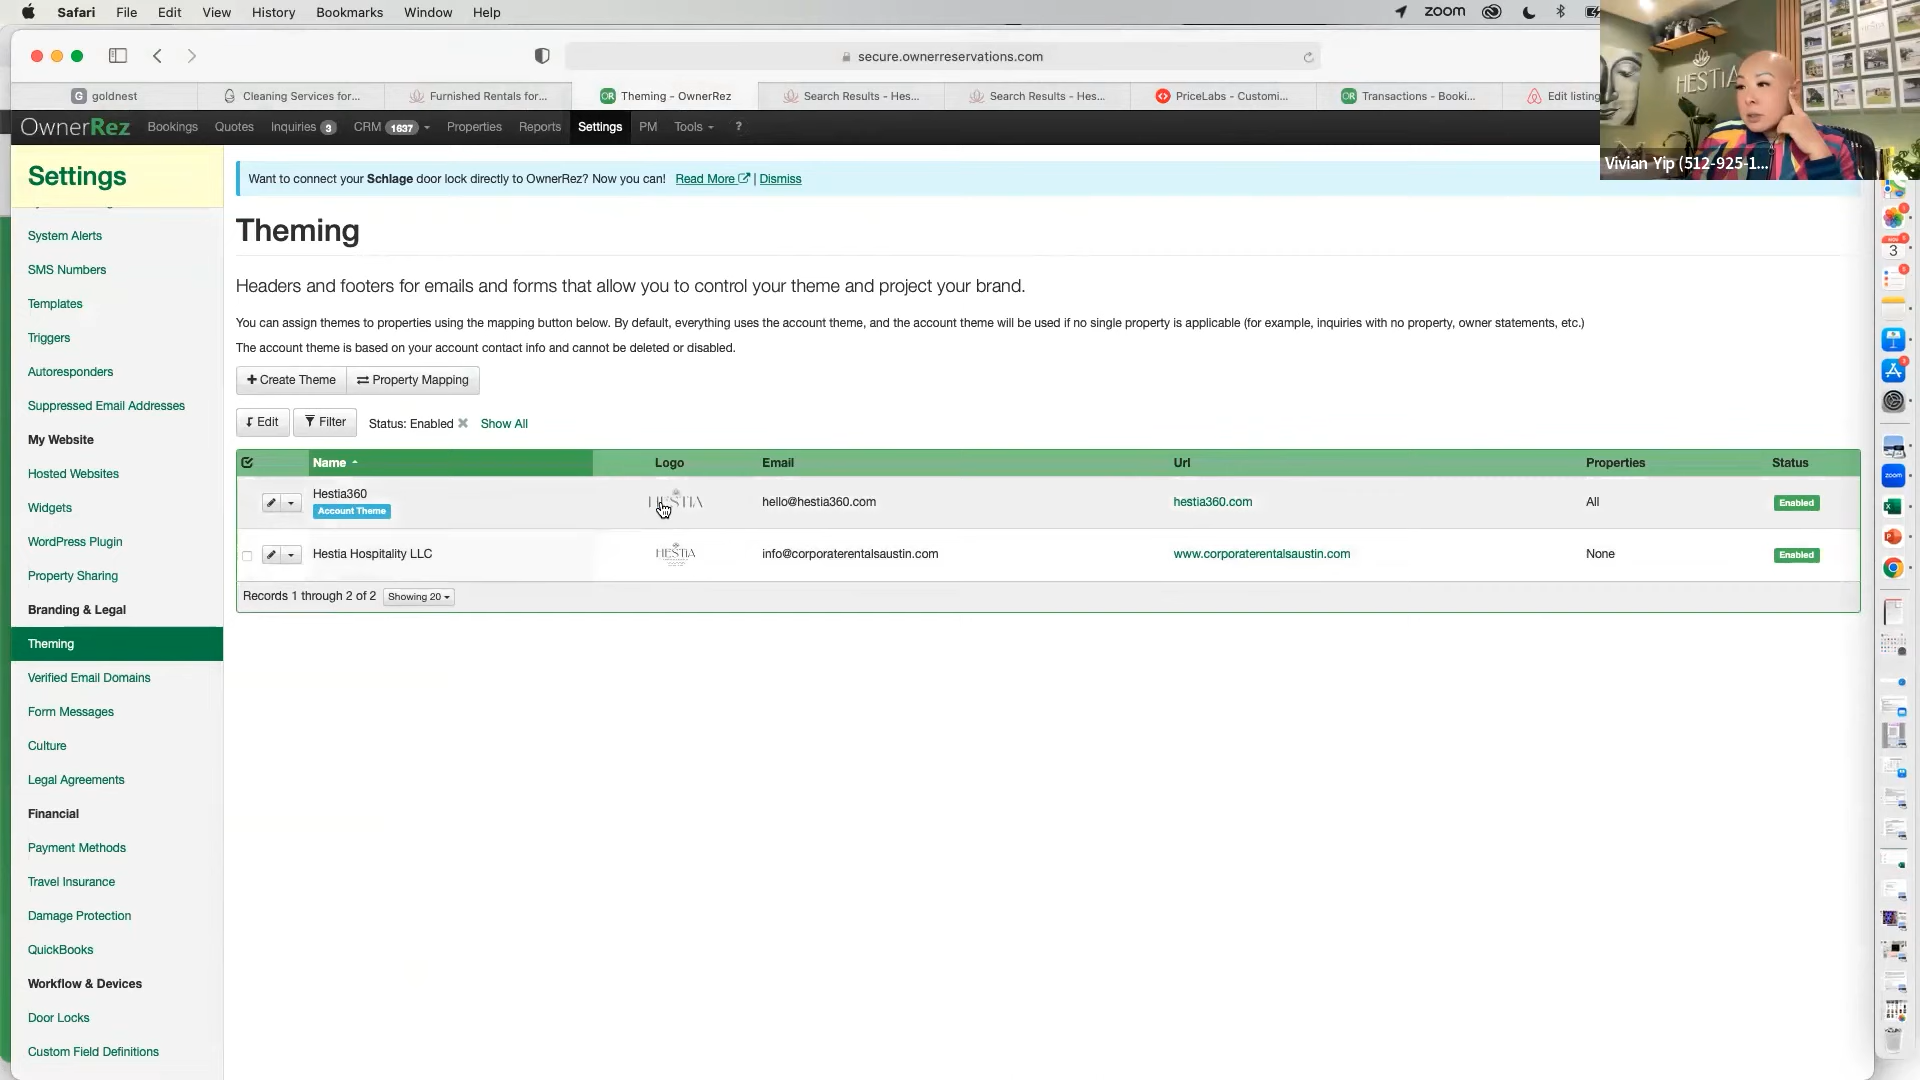 Safari File Edit View History Bookmarks Window Help
zoom
secure.ownerreservations.com
goldnest
Cleaning Services for...
Furnished Rentals for...
Theming - OwnerRez
Search Results - Hes...
Search Results - Hes...
PriceLabs - Customi...
Transactions - Booki...
Edit listing
OwnerRez Bookings Quotes Inquiries 3 CRM 1637 Properties Reports Settings PM Tools ?
HESTIA
Vivian Yip (512-925-1...
Settings
System Alerts
SMS Numbers
Templates
Triggers
Autoresponders
Suppressed Email Addresses
My Website
Hosted Websites
Widgets
WordPress Plugin
Property Sharing
Branding & Legal
Theming
Verified Email Domains
Form Messages
Culture
Legal Agreements
Financial
Payment Methods
Travel Insurance
Damage Protection
QuickBooks
Workflow & Devices
Door Locks
Custom Field Definitions
Want to connect your Schlage door lock directly to OwnerRez? Now you can! Read More | Dismiss
Theming
Headers and footers for emails and forms that allow you to control your theme and project your brand.
You can assign themes to properties using the mapping button below. By default, everything uses the account theme, and the account theme will be used if no single property is applicable (for example, inquiries with no property, owner statements, etc.)
The account theme is based on your account contact info and cannot be deleted or disabled.
Create Theme Property Mapping
Edit Filter Status: Enabled Show All
Name Logo Email Url Properties Status
Hestia360 HESTIA hello@hestia360.com hestia360.com All Enabled
Account Theme
Hestia Hospitality LLC HESTIA info@corporaterentalsaustin.com www.corporaterentalsaustin.com None Enabled
Records 1 through 2 of 2 Showing 20
3
zoom